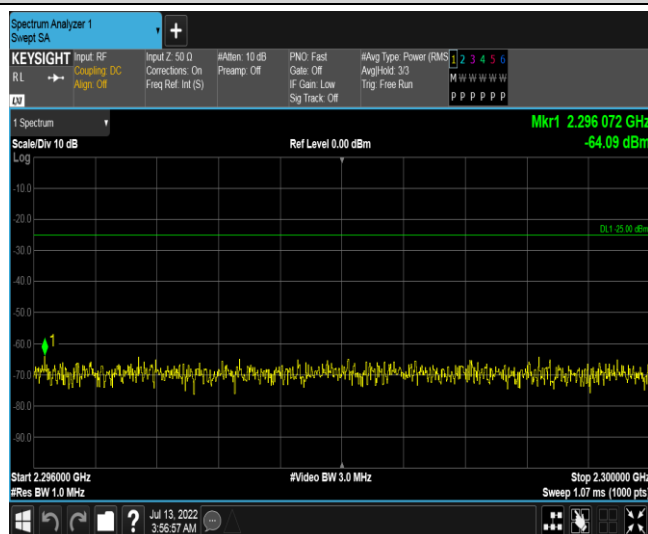 Spectrum Analyzer 1
Swept SA
KEYSIGHT
RL
LXI
Input: RF
Coupling: DC
Align: Off
Input Z: 50 Ω
Corrections: On
Freq Ref: Int (S)
#Atten: 10 dB
Preamp: Off
PNO: Fast
Gate: Off
IF Gain: Low
Sig Track: Off
#Avg Type: Power (RMS
Avg|Hold: 3/3
Trig: Free Run
1 2 3 4 5 6
M W W W W W
P P P P P P
1 Spectrum
Scale/Div 10 dB
Ref Level 0.00 dBm
Mkr1 2.296 072 GHz
-64.09 dBm
Log
-10.0
-20.0
DL1 -25.00 dBm
-30.0
-40.0
-50.0
-60.0
1
-70.0
-80.0
-90.0
Start 2.296000 GHz
#Video BW 3.0 MHz
Stop 2.300000 GHz
#Res BW 1.0 MHz
Sweep 1.07 ms (1000 pts)
?
Jul 13, 2022
3:56:57 AM